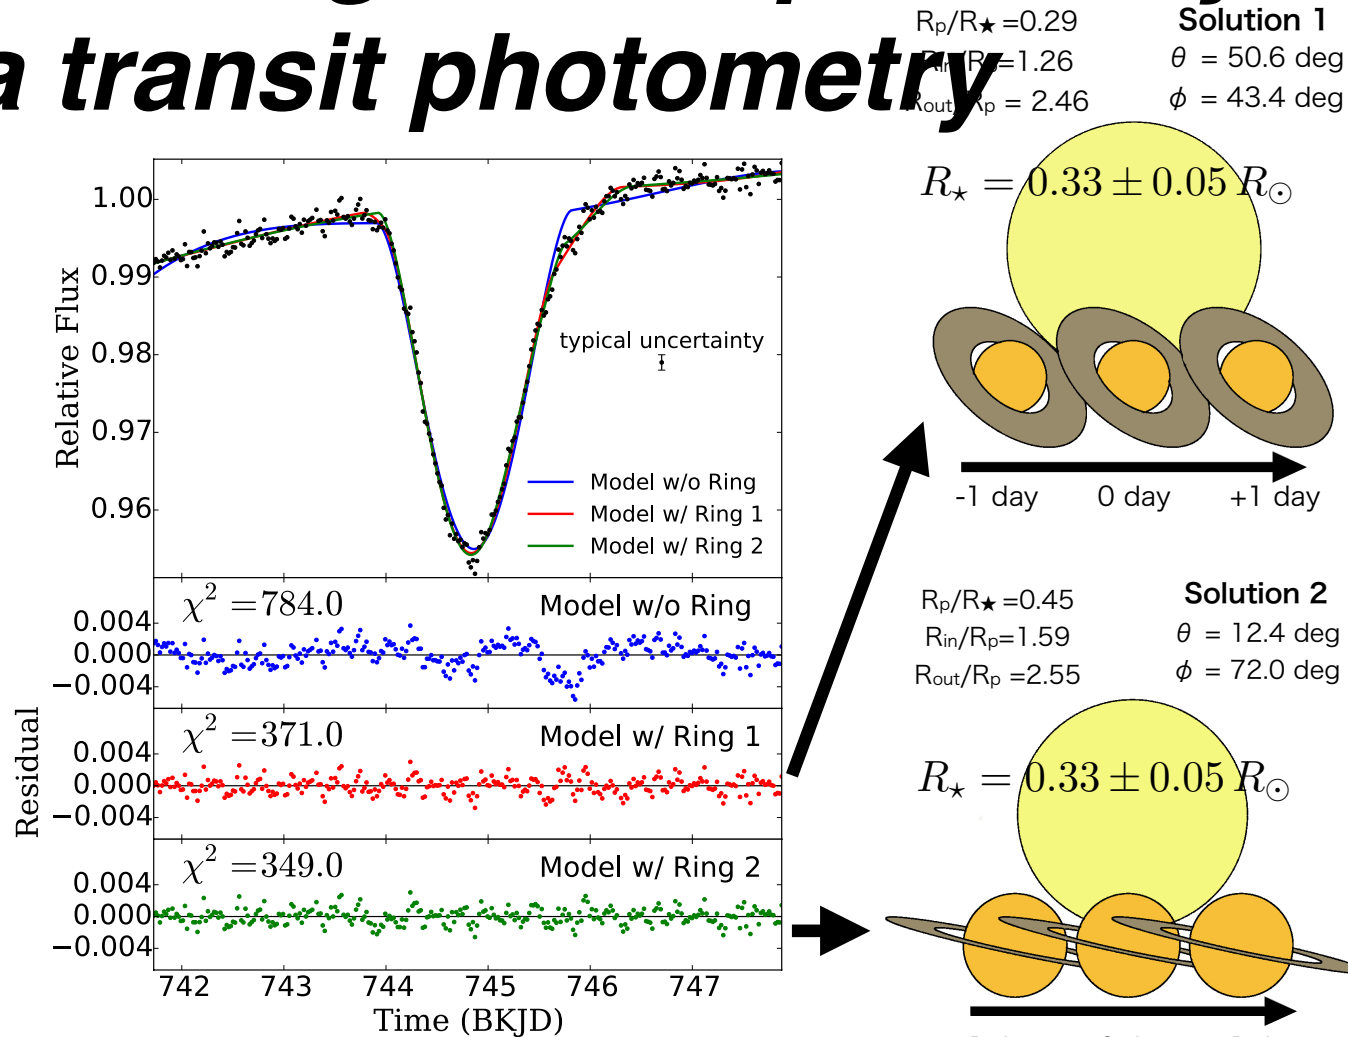 a transit photometry
Rp/R★ =0.29
Rin/Rp=1.26
Rout/Rp = 2.46
Solution 1
θ = 50.6 deg
ϕ = 43.4 deg
R⋆ = 0.33 ± 0.05 R⊙
-1 day
0 day
+1 day
1.00
0.99
0.98
0.97
0.96
Relative Flux
typical uncertainty
Model w/o Ring
Model w/ Ring 1
Model w/ Ring 2
χ² =784.0
Model w/o Ring
0.004
0.000
−0.004
χ² =371.0
Model w/ Ring 1
0.004
0.000
−0.004
χ² =349.0
Model w/ Ring 2
0.004
0.000
−0.004
Residual
742
743
744
745
746
747
Time (BKJD)
Rp/R★ =0.45
Rin/Rp=1.59
Rout/Rp =2.55
Solution 2
θ = 12.4 deg
ϕ = 72.0 deg
R⋆ = 0.33 ± 0.05 R⊙